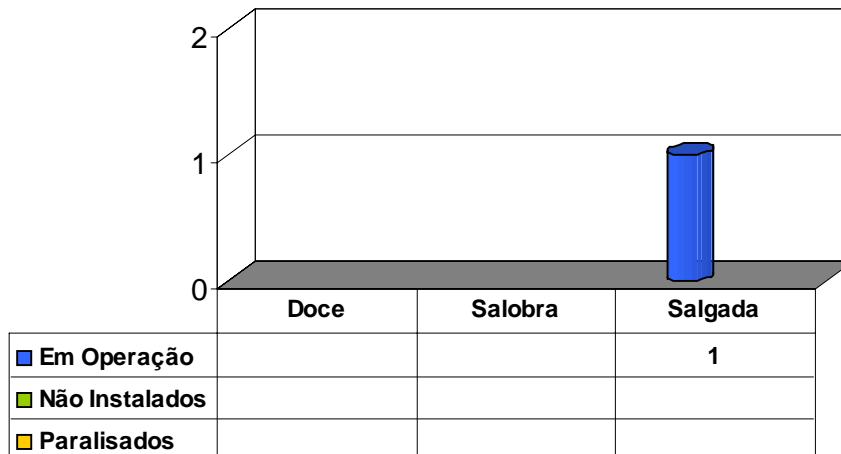 2
1
0
Doce Salobra Salgada
Em Operação 1
Não Instalados
Paralisados